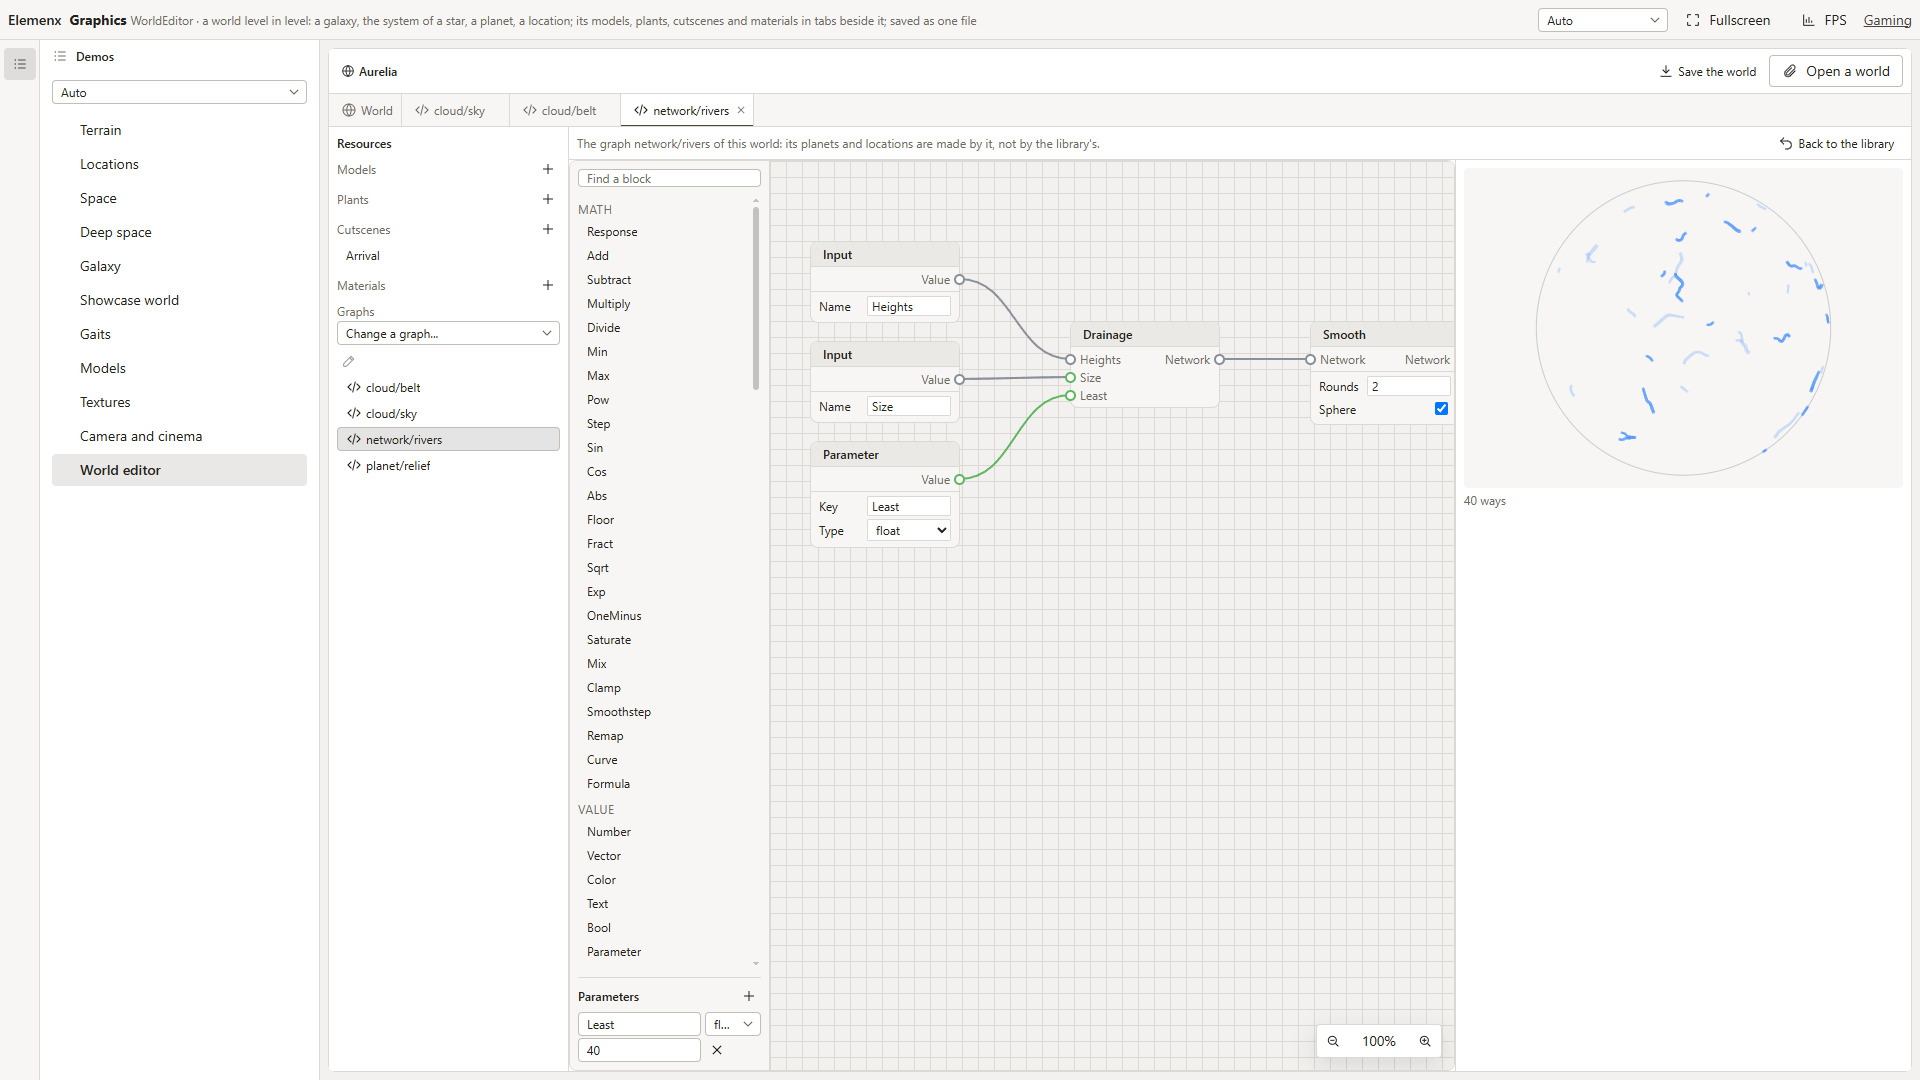 Elemenx Graphics WorldEditor · a world level in level: a galaxy, the system of a star, a planet, a location; its models, plants, cutscenes and materials in tabs beside it; saved as one file
Auto
Fullscreen
FPS
Gaming
Demos
Auto
Terrain
Locations
Space
Deep space
Galaxy
Showcase world
Gaits
Models
Textures
Camera and cinema
World editor
Aurelia
Save the world
Open a world
World
cloud/sky
cloud/belt
network/rivers
Resources
Models
Plants
Cutscenes
Arrival
Materials
Graphs
Change a graph...
cloud/belt
cloud/sky
network/rivers
planet/relief
The graph network/rivers of this world: its planets and locations are made by it, not by the library's.
Back to the library
Find a block
MATH
Response
Add
Subtract
Multiply
Divide
Min
Max
Pow
Step
Sin
Cos
Abs
Floor
Fract
Sqrt
Exp
OneMinus
Saturate
Mix
Clamp
Smoothstep
Remap
Curve
Formula
VALUE
Number
Vector
Color
Text
Bool
Parameter
Parameters
Least
fl...
40
Input
Value
Name Heights
Input
Value
Name Size
Parameter
Value
Key Least
Type float
Drainage
Heights Network
Size
Least
Smooth
Network Network
Rounds 2
Sphere
100%
40 ways